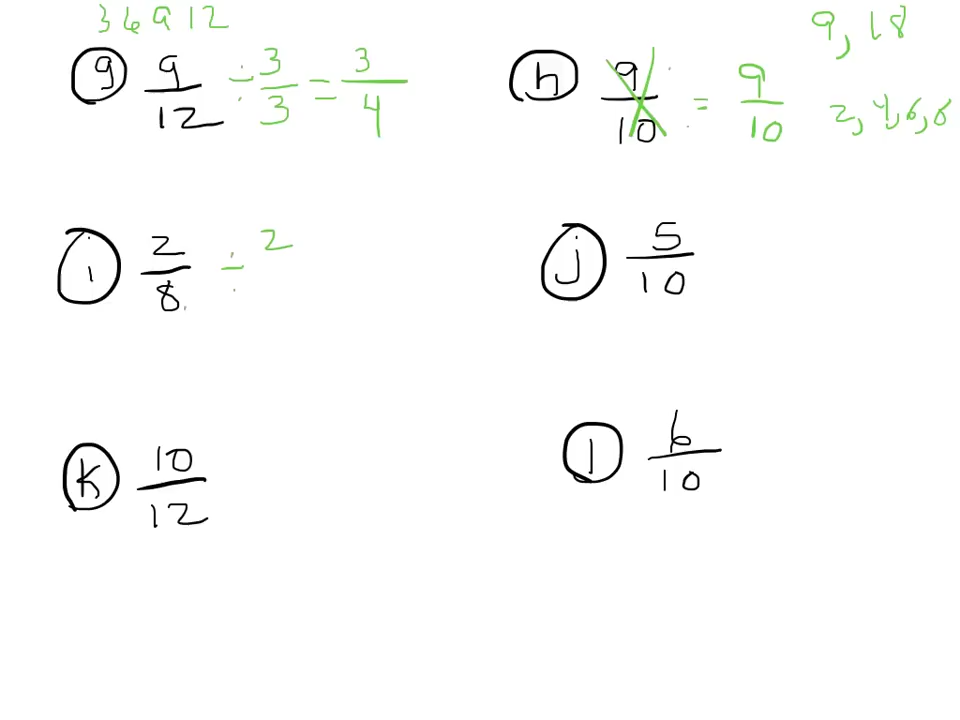 3 6 9 12
9, 18
g 9/12 ÷ 3/3 = 3/4
h 9/10 = 9/10
2, 4, 6, 8
i 2/8 ÷ 2
j 5/10
k 10/12
l 6/10